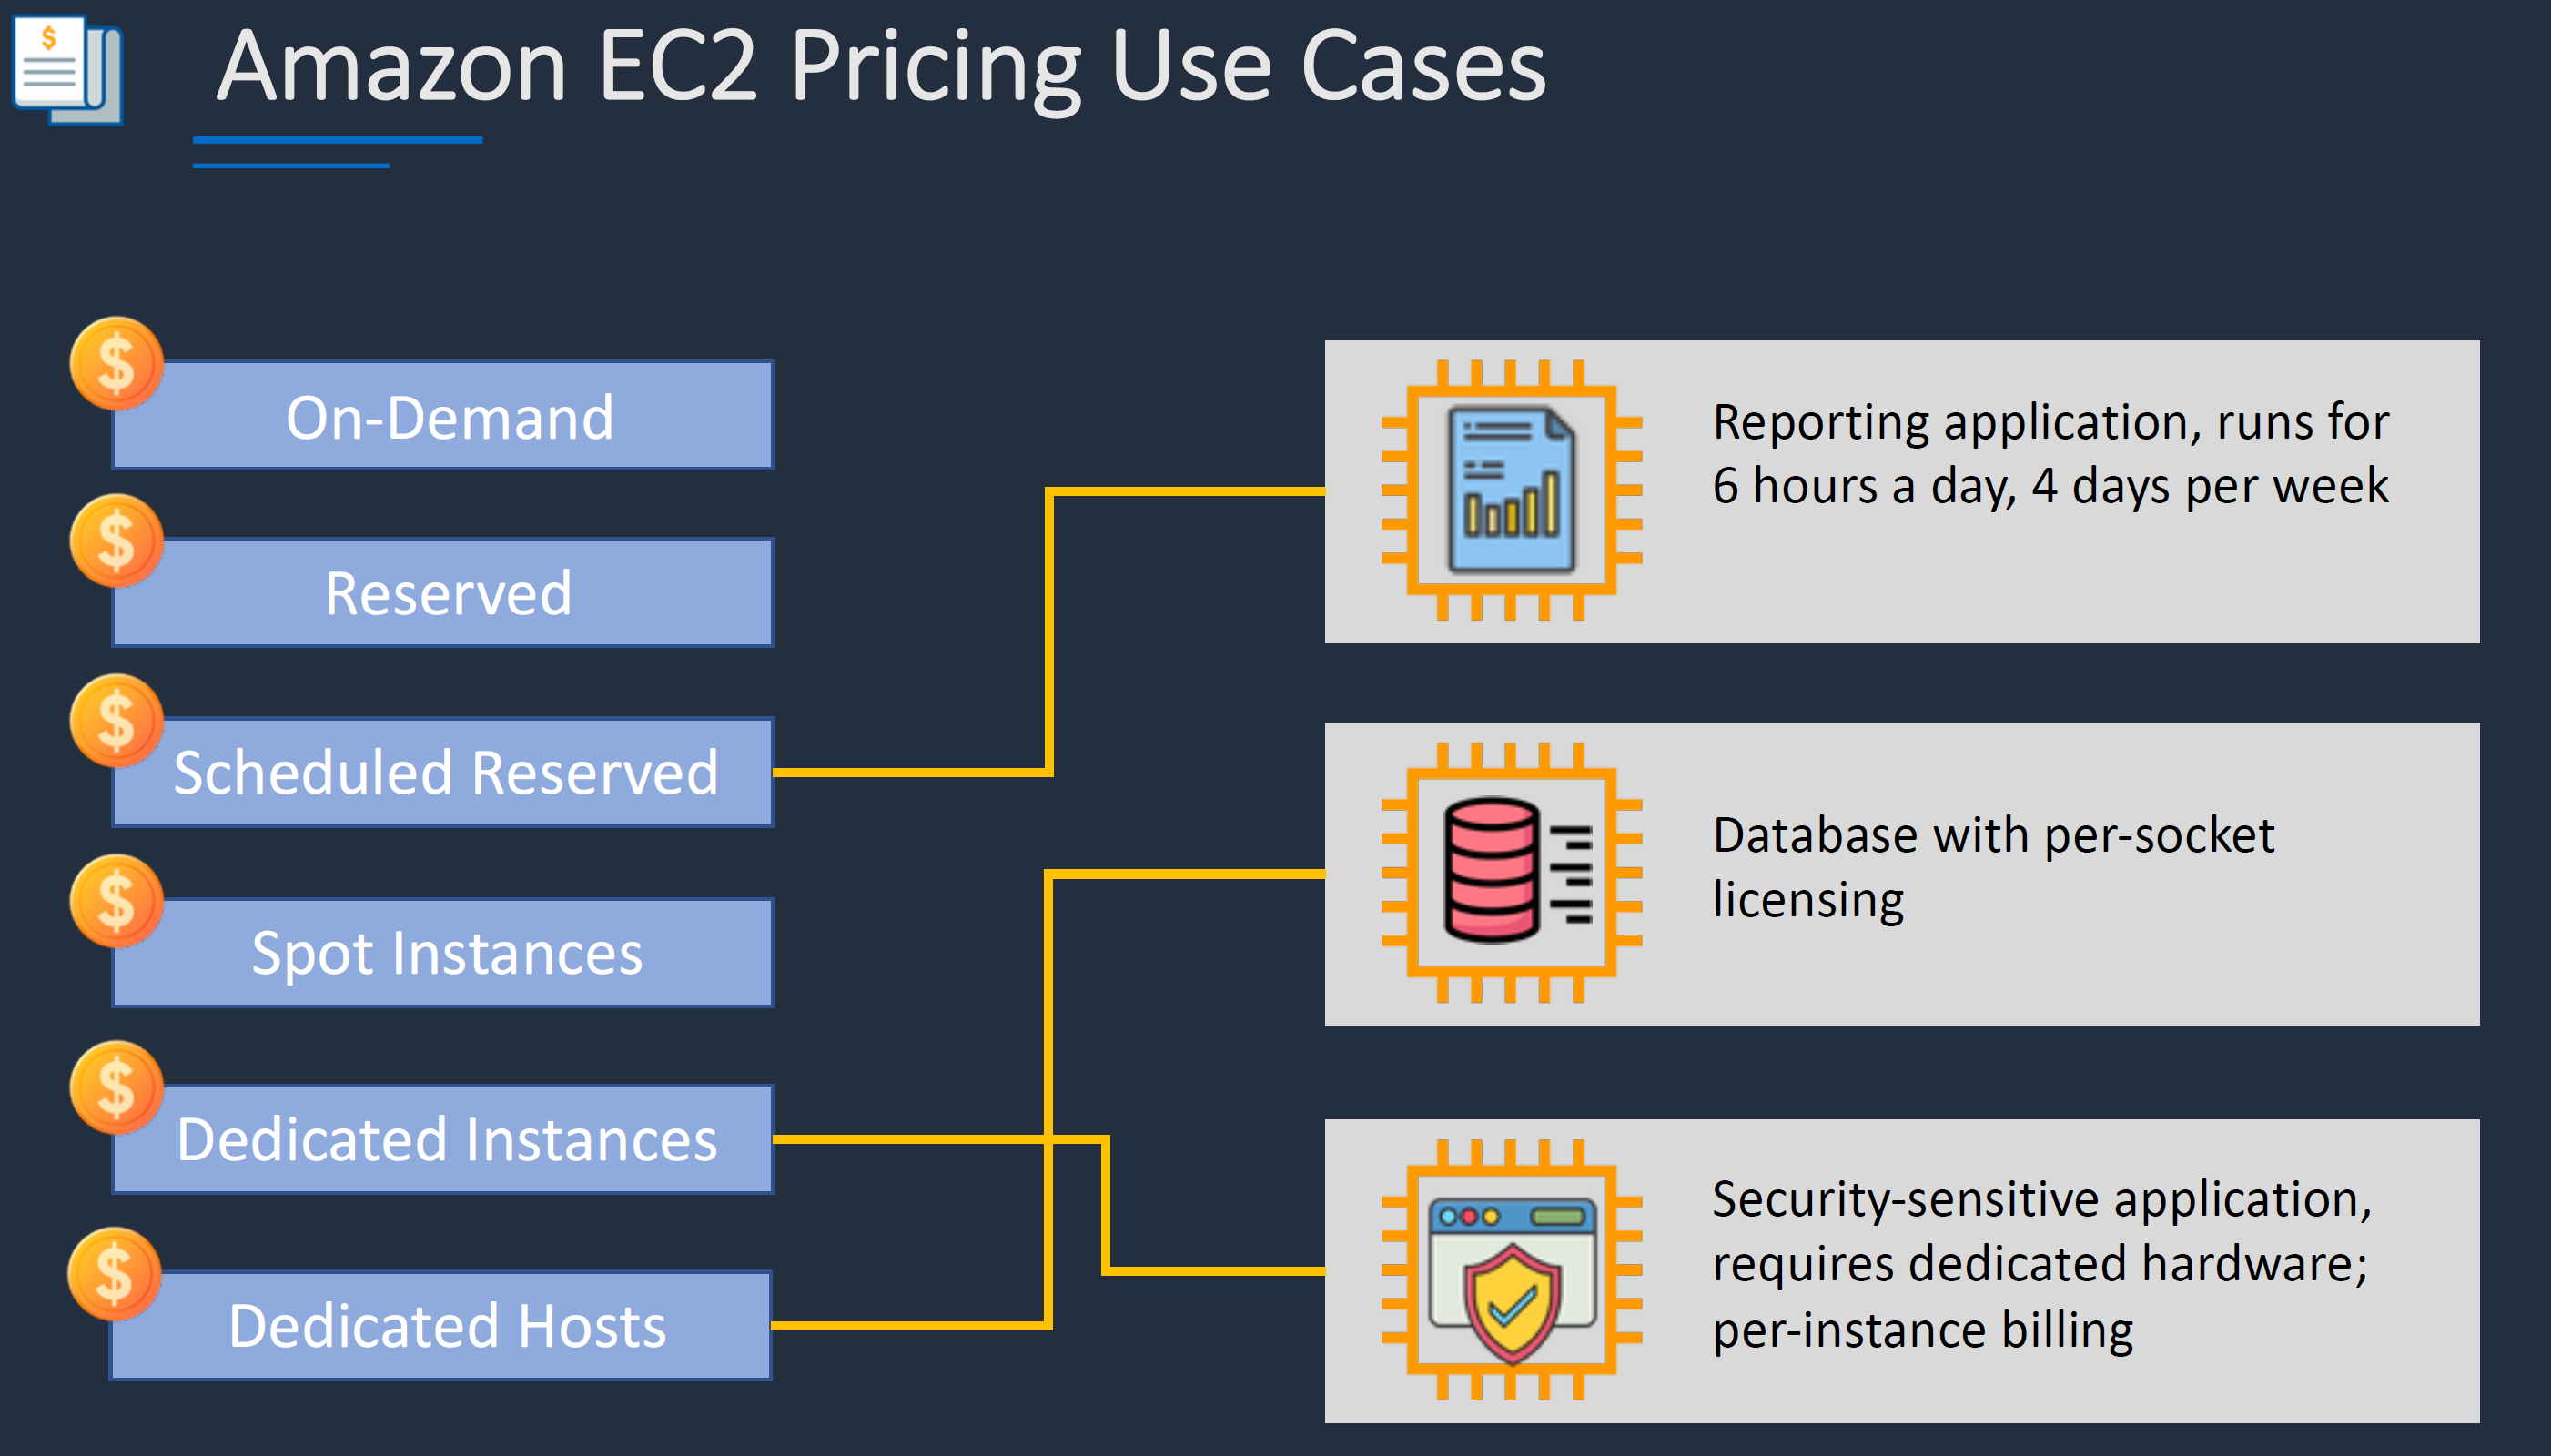 $
Amazon EC2 Pricing Use Cases
$
On-Demand
$
Reserved
$
Scheduled Reserved
$
Spot Instances
$
Dedicated Instances
$
Dedicated Hosts
Reporting application, runs for
6 hours a day, 4 days per week
Database with per-socket
licensing
Security-sensitive application,
requires dedicated hardware;
per-instance billing